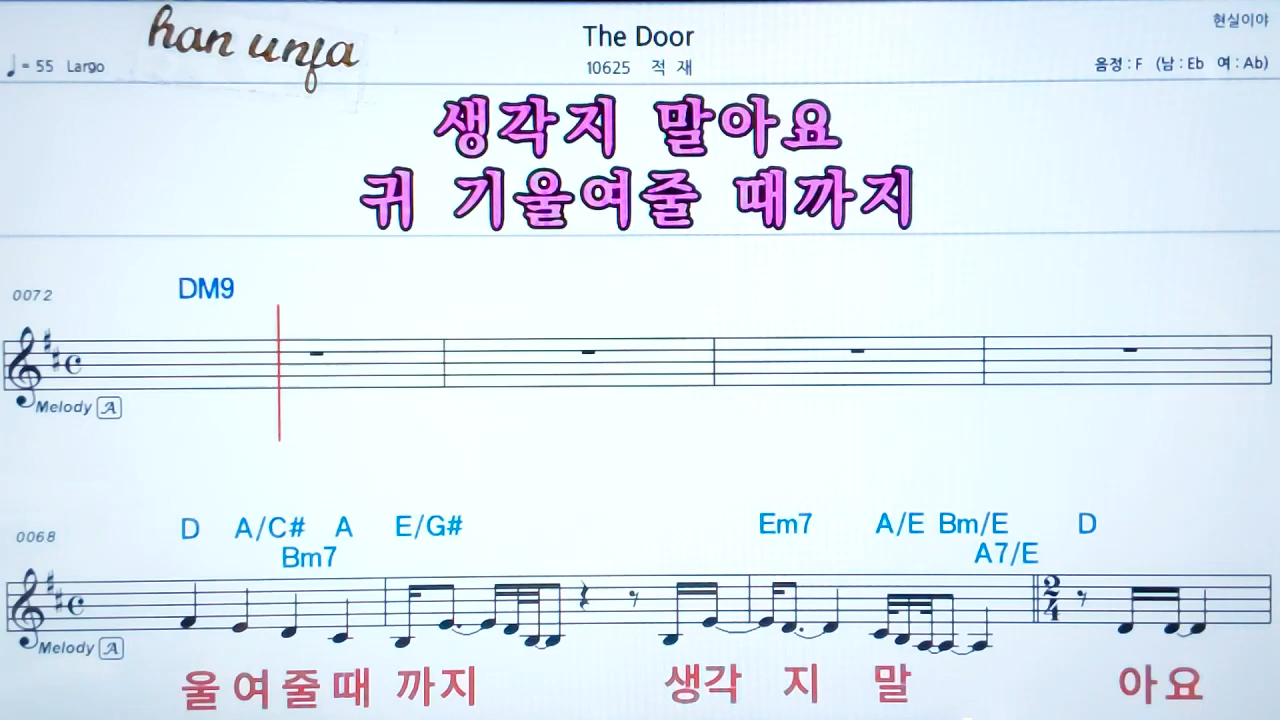 han unja
The Door
현실이야
♩= 55 Largo
10625 적 재
음정 : F (남 : Eb 여 : Ab)
생각지 말아요
귀 기울여줄 때까지
0072
DM9
Melody A
0068
D A/C# Bm7 A E/G# Em7 A/E Bm/E A7/E D
2/4
Melody A
울 여 줄 때 까지 생각 지 말 아 요